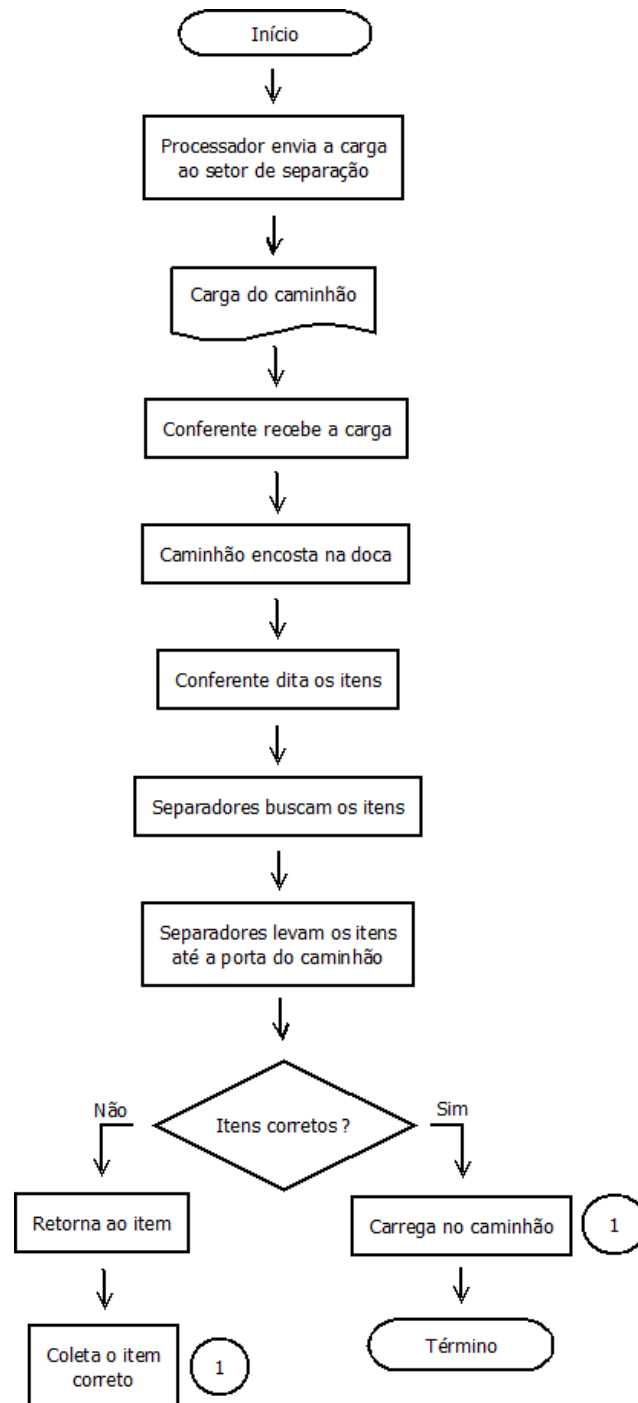 Início
Processador envia a carga
ao setor de separação
Carga do caminhão
Conferente recebe a carga
Caminhão encosta na doca
Conferente dita os itens
Separadores buscam os itens
Separadores levam os itens
até a porta do caminhão
Itens corretos ?
Não
Sim
Retorna ao item
Carrega no caminhão
1
Coleta o item
correto
1
Término